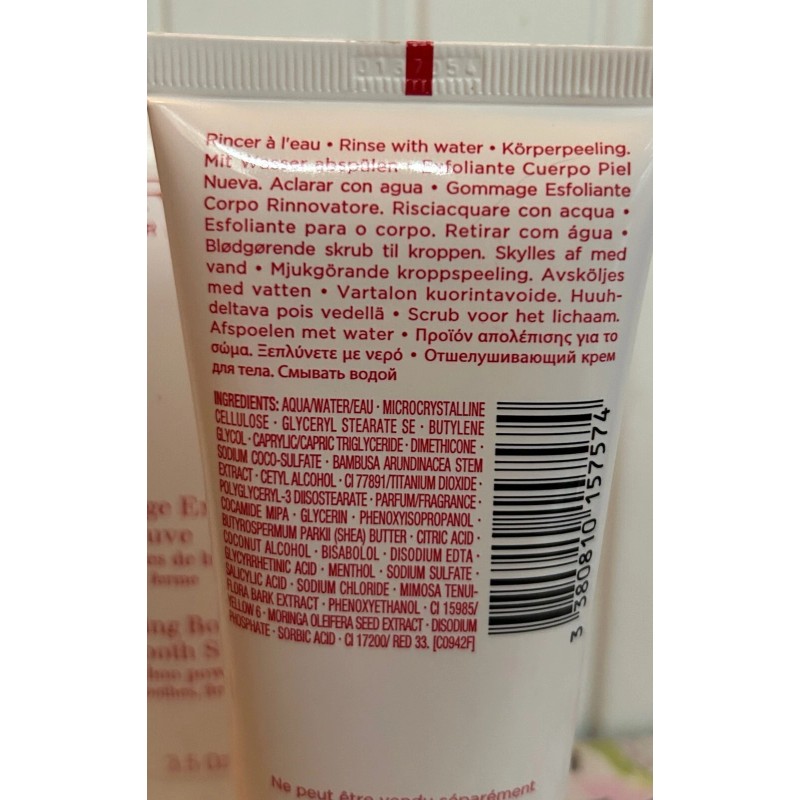 0137054
Rincer à l'eau • Rinse with water • Körperpeeling.
Mit Wasser abspülen • Exfoliante Cuerpo Piel
Nueva. Aclarar con agua • Gommage Esfoliante
Corpo Rinnovatore. Risciacquare con acqua •
Esfoliante para o corpo. Retirar com água •
Blødgørende skrub til kroppen. Skylles af med
vand • Mjukgörande kroppspeeling. Avsköljes
med vatten • Vartalon kuorintavoide. Huuh-
deltava pois vedellä • Scrub voor het lichaam.
Afspoelen met water • Προϊόν απολέπισης για το
σώμα. Ξεπλύνετε με νερό • Отшелушивающий крем
для тела. Смывать водой
INGREDIENTS: AQUA/WATER/EAU · MICROCRYSTALLINE
CELLULOSE · GLYCERYL STEARATE SE · BUTYLENE
GLYCOL · CAPRYLIC/CAPRIC TRIGLYCERIDE · DIMETHICONE ·
SODIUM COCO-SULFATE · BAMBUSA ARUNDINACEA STEM
EXTRACT · CETYL ALCOHOL · CI 77891/TITANIUM DIOXIDE ·
POLYGLYCERYL-3 DIISOSTEARATE · PARFUM/FRAGRANCE ·
COCAMIDE MIPA · GLYCERIN · PHENOXYISOPROPANOL ·
BUTYROSPERMUM PARKII (SHEA) BUTTER · CITRIC ACID ·
COCONUT ALCOHOL · BISABOLOL · DISODIUM EDTA ·
GLYCYRRHETINIC ACID · MENTHOL · SODIUM SULFATE ·
SALICYLIC ACID · SODIUM CHLORIDE · MIMOSA TENUI-
FLORA BARK EXTRACT · PHENOXYETHANOL · CI 15985/
YELLOW 6 · MORINGA OLEIFERA SEED EXTRACT · DISODIUM
PHOSPHATE · SORBIC ACID · CI 17200/ RED 33. [C0942F]
3 380810 157574
Ne peut être vendu séparément
ferme
3.5